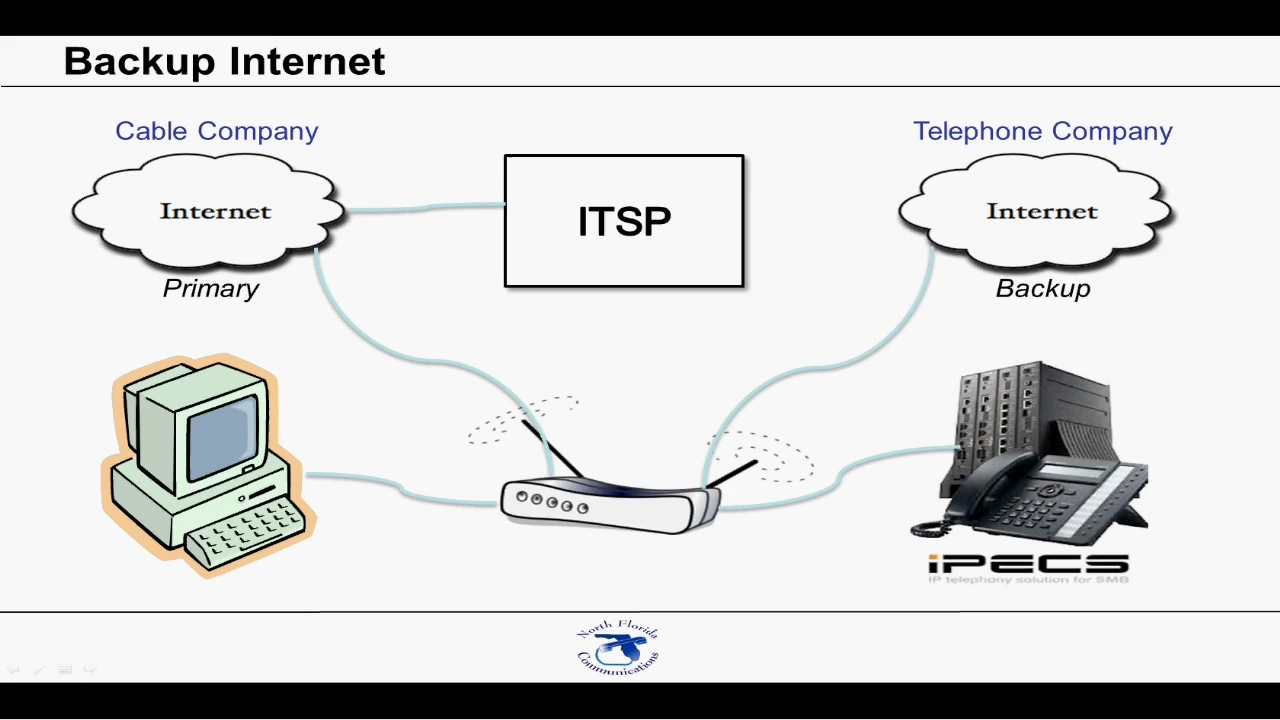 Backup Internet
Cable Company
Telephone Company
Internet
ITSP
Internet
Primary
Backup
iPECS
IP telephony solution for SMB
North Florida
Communications